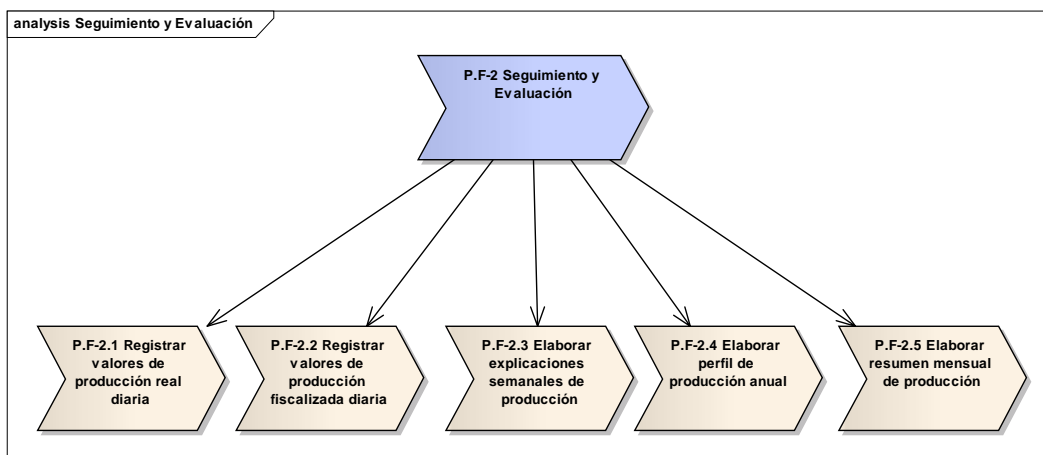 analysis Seguimiento y Evaluación
P.F-2 Seguimiento y
Evaluación
P.F-2.1 Registrar
valores de
producción real
diaria
P.F-2.2 Registrar
valores de
producción
fiscalizada diaria
P.F-2.3 Elaborar
explicaciones
semanales de
producción
P.F-2.4 Elaborar
perfil de
producción anual
P.F-2.5 Elaborar
resumen mensual
de producción